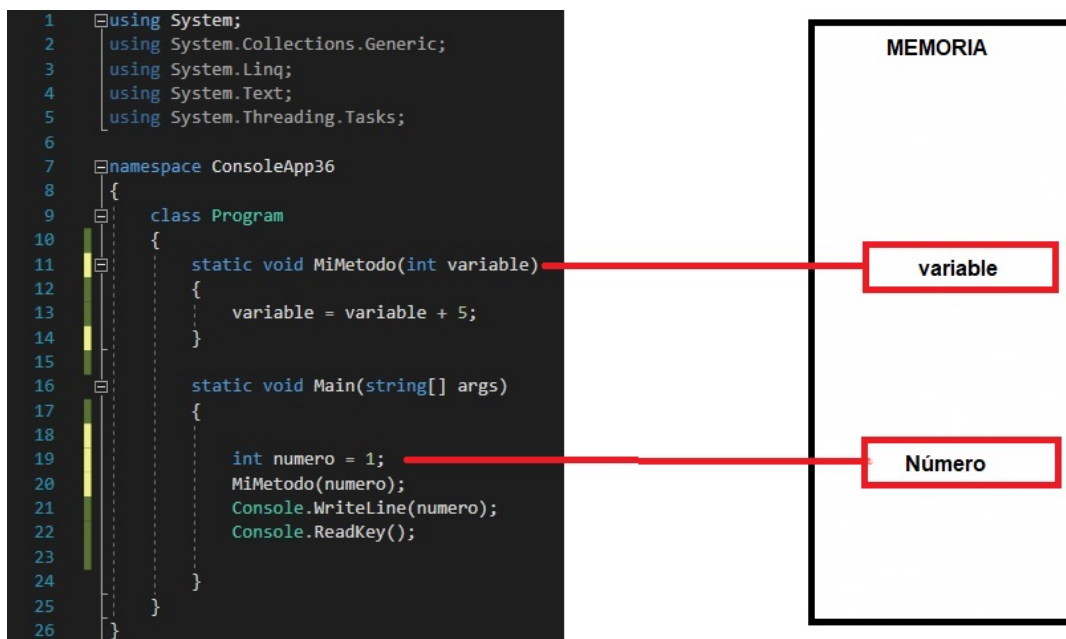 1 using System;
2 using System.Collections.Generic;
3 using System.Linq;
4 using System.Text;
5 using System.Threading.Tasks;
6
7 namespace ConsoleApp36
8 {
9 class Program
10 {
11 static void MiMetodo(int variable)
12 {
13 variable = variable + 5;
14 }
15
16 static void Main(string[] args)
17 {
18
19 int numero = 1;
20 MiMetodo(numero);
21 Console.WriteLine(numero);
22 Console.ReadKey();
23
24 }
25 }
26 }
MEMORIA
variable
Número